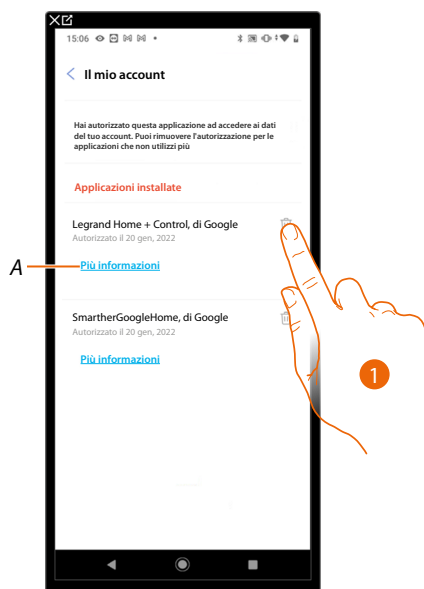 15:06
Il mio account
Hai autorizzato questa applicazione ad accedere ai dati
del tuo account. Puoi rimuovere l'autorizzazione per le
applicazioni che non utilizzi più
Applicazioni installate
Legrand Home + Control, di Google
Autorizzato il 20 gen, 2022
A
Più informazioni
SmartherGoogleHome, di Google
Autorizzato il 20 gen, 2022
Più informazioni
1